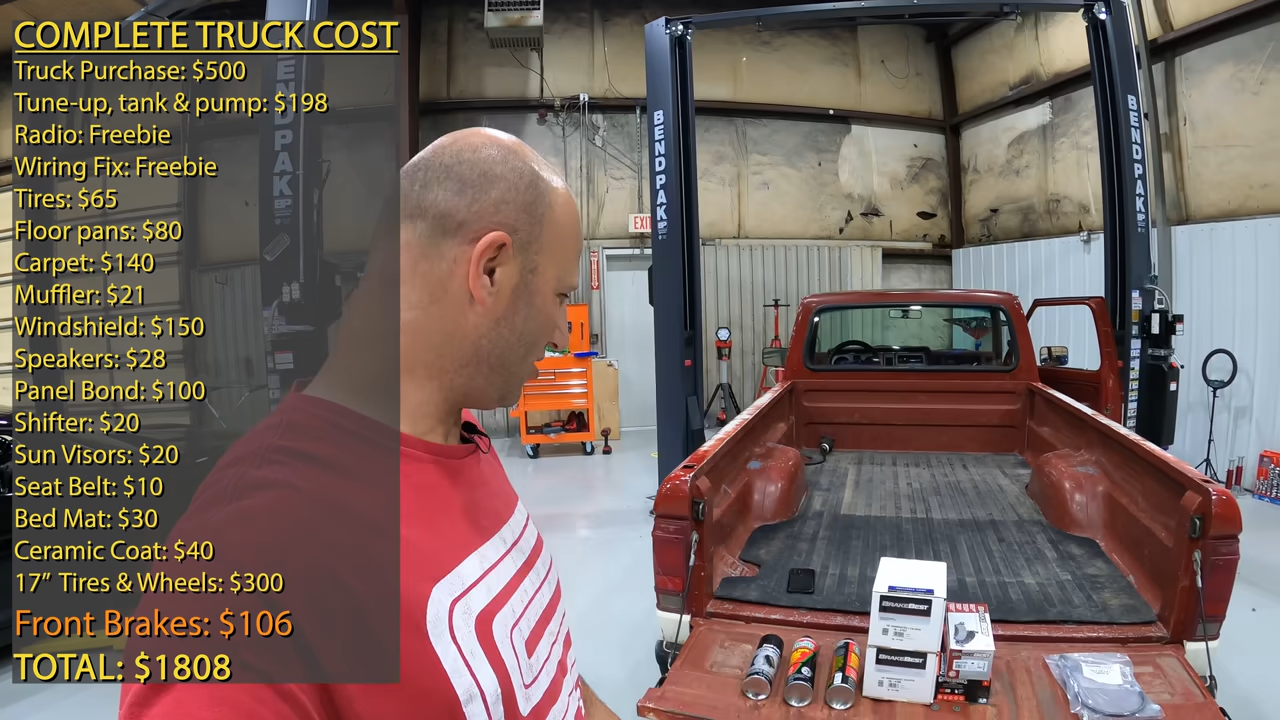 COMPLETE TRUCK COST
Truck Purchase: $500
Tune-up, tank & pump: $198
Radio: Freebie
Wiring Fix: Freebie
Tires: $65
Floor pans: $80
Carpet: $140
Muffler: $21
Windshield: $150
Speakers: $28
Panel Bond: $100
Shifter: $20
Sun Visors: $20
Seat Belt: $10
Bed Mat: $30
Ceramic Coat: $40
17” Tires & Wheels: $300
Front Brakes: $106
TOTAL: $1808
BENDPAK
BENDPAK
BENDPAK
EXIT
BRAKEBEST
BRAKEBEST